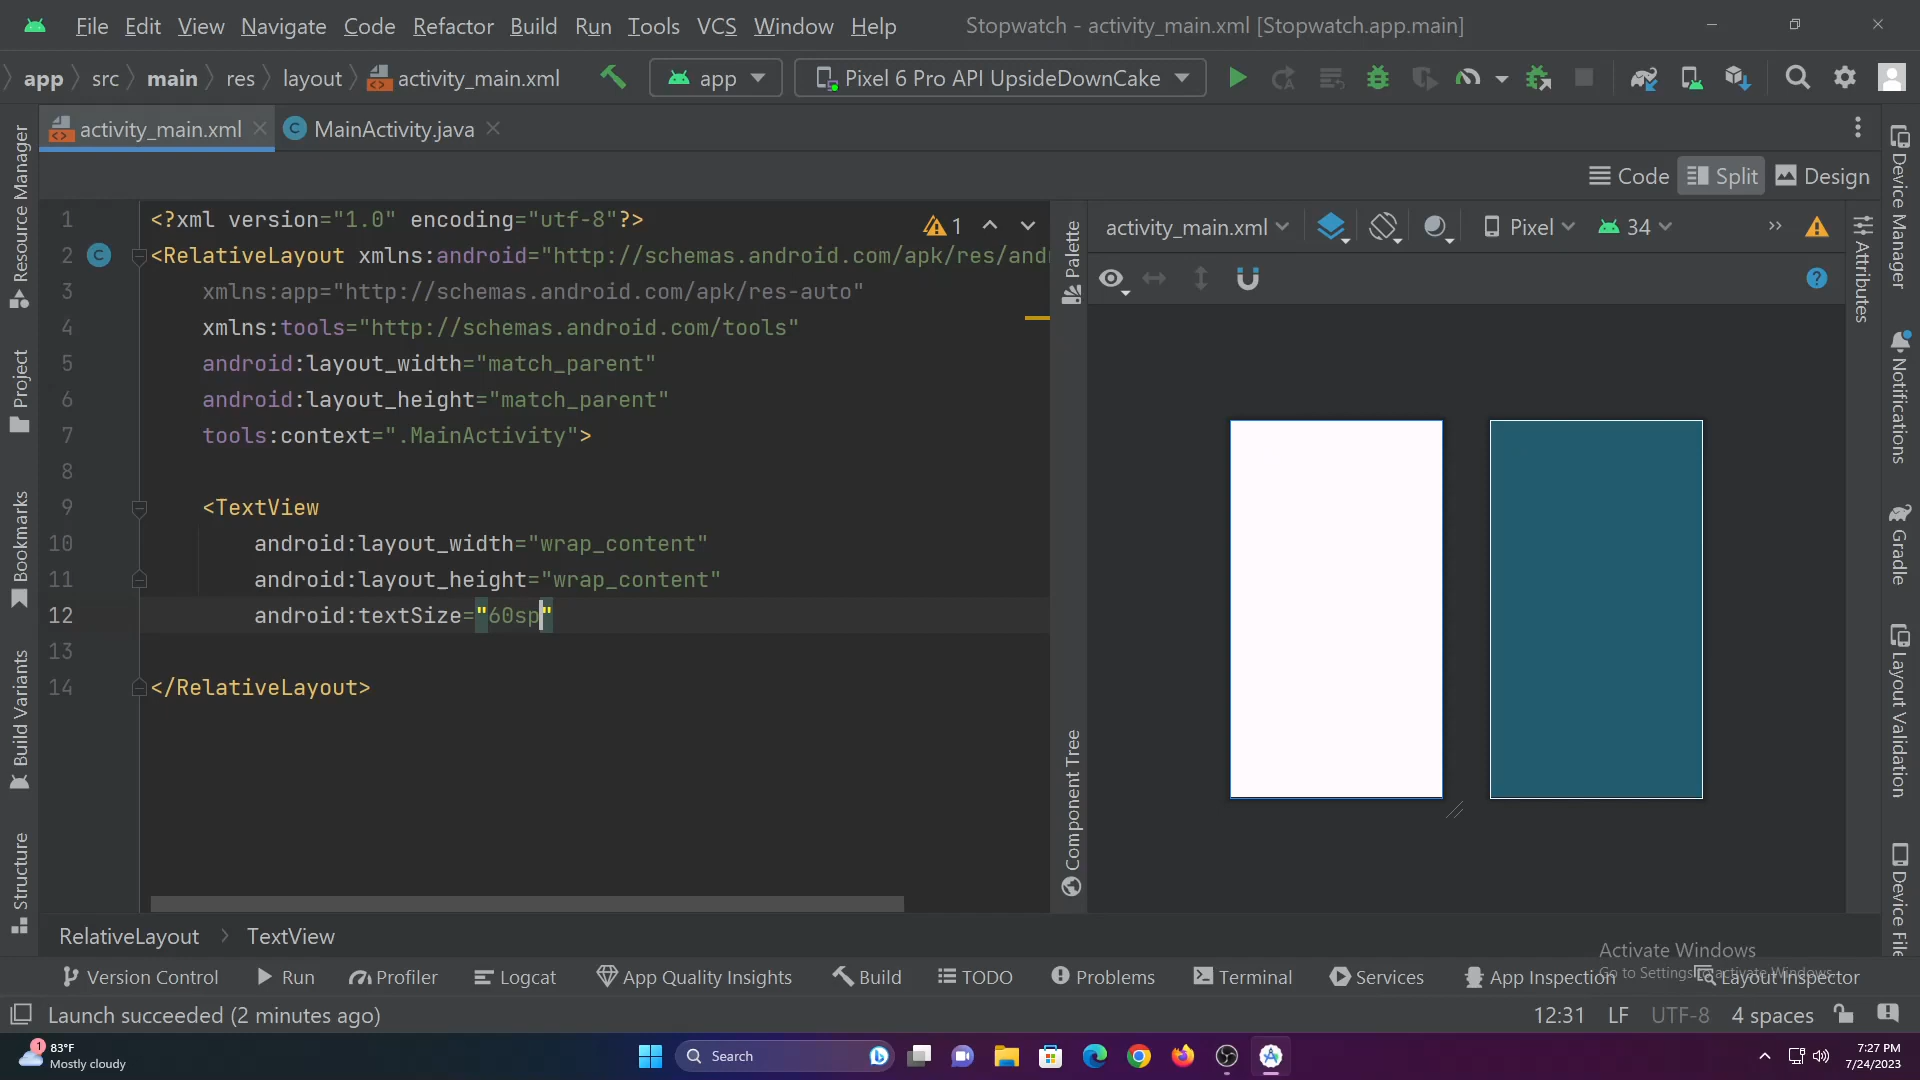 File Edit View Navigate Code Refactor Build Run Tools VCS Window Help Stopwatch - activity_main.xml [Stopwatch.app.main]
app src main res layout activity_main.xml app Pixel 6 Pro API UpsideDownCake
activity_main.xml MainActivity.java
Code Split Design
1 <?xml version="1.0" encoding="utf-8"?> 1
2 <RelativeLayout xmlns:android="http://schemas.android.com/apk/res/and
3 xmlns:app="http://schemas.android.com/apk/res-auto"
4 xmlns:tools="http://schemas.android.com/tools"
5 android:layout_width="match_parent"
6 android:layout_height="match_parent"
7 tools:context=".MainActivity">
8
9 <TextView
10 android:layout_width="wrap_content"
11 android:layout_height="wrap_content"
12 android:textSize="60sp"
13
14 </RelativeLayout>
activity_main.xml Pixel 34
Resource Manager
Project
Bookmarks
Build Variants
Structure
Palette
Component Tree
Attributes
Device Manager
Notifications
Gradle
Layout Validation
Device File
RelativeLayout TextView
Activate Windows
Go to Settings to activate Windows.
Version Control Run Profiler Logcat App Quality Insights Build TODO Problems Terminal Services App Inspection Layout Inspector
Launch succeeded (2 minutes ago) 12:31 LF UTF-8 4 spaces
1
83°F
Mostly cloudy
Search
7:27 PM
7/24/2023